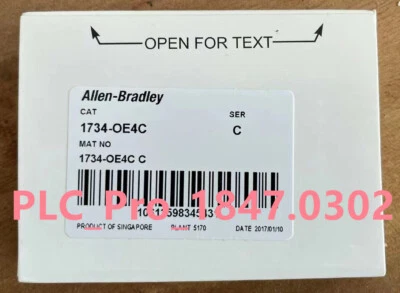 OPEN FOR TEXT
Allen-Bradley
CAT SER
1734-OE4C C
MAT NO
1734-OE4C C
PLC Pro 1847.0302
PRODUCT OF SINGAPORE PLANT 5170 DATE 2017/01/10